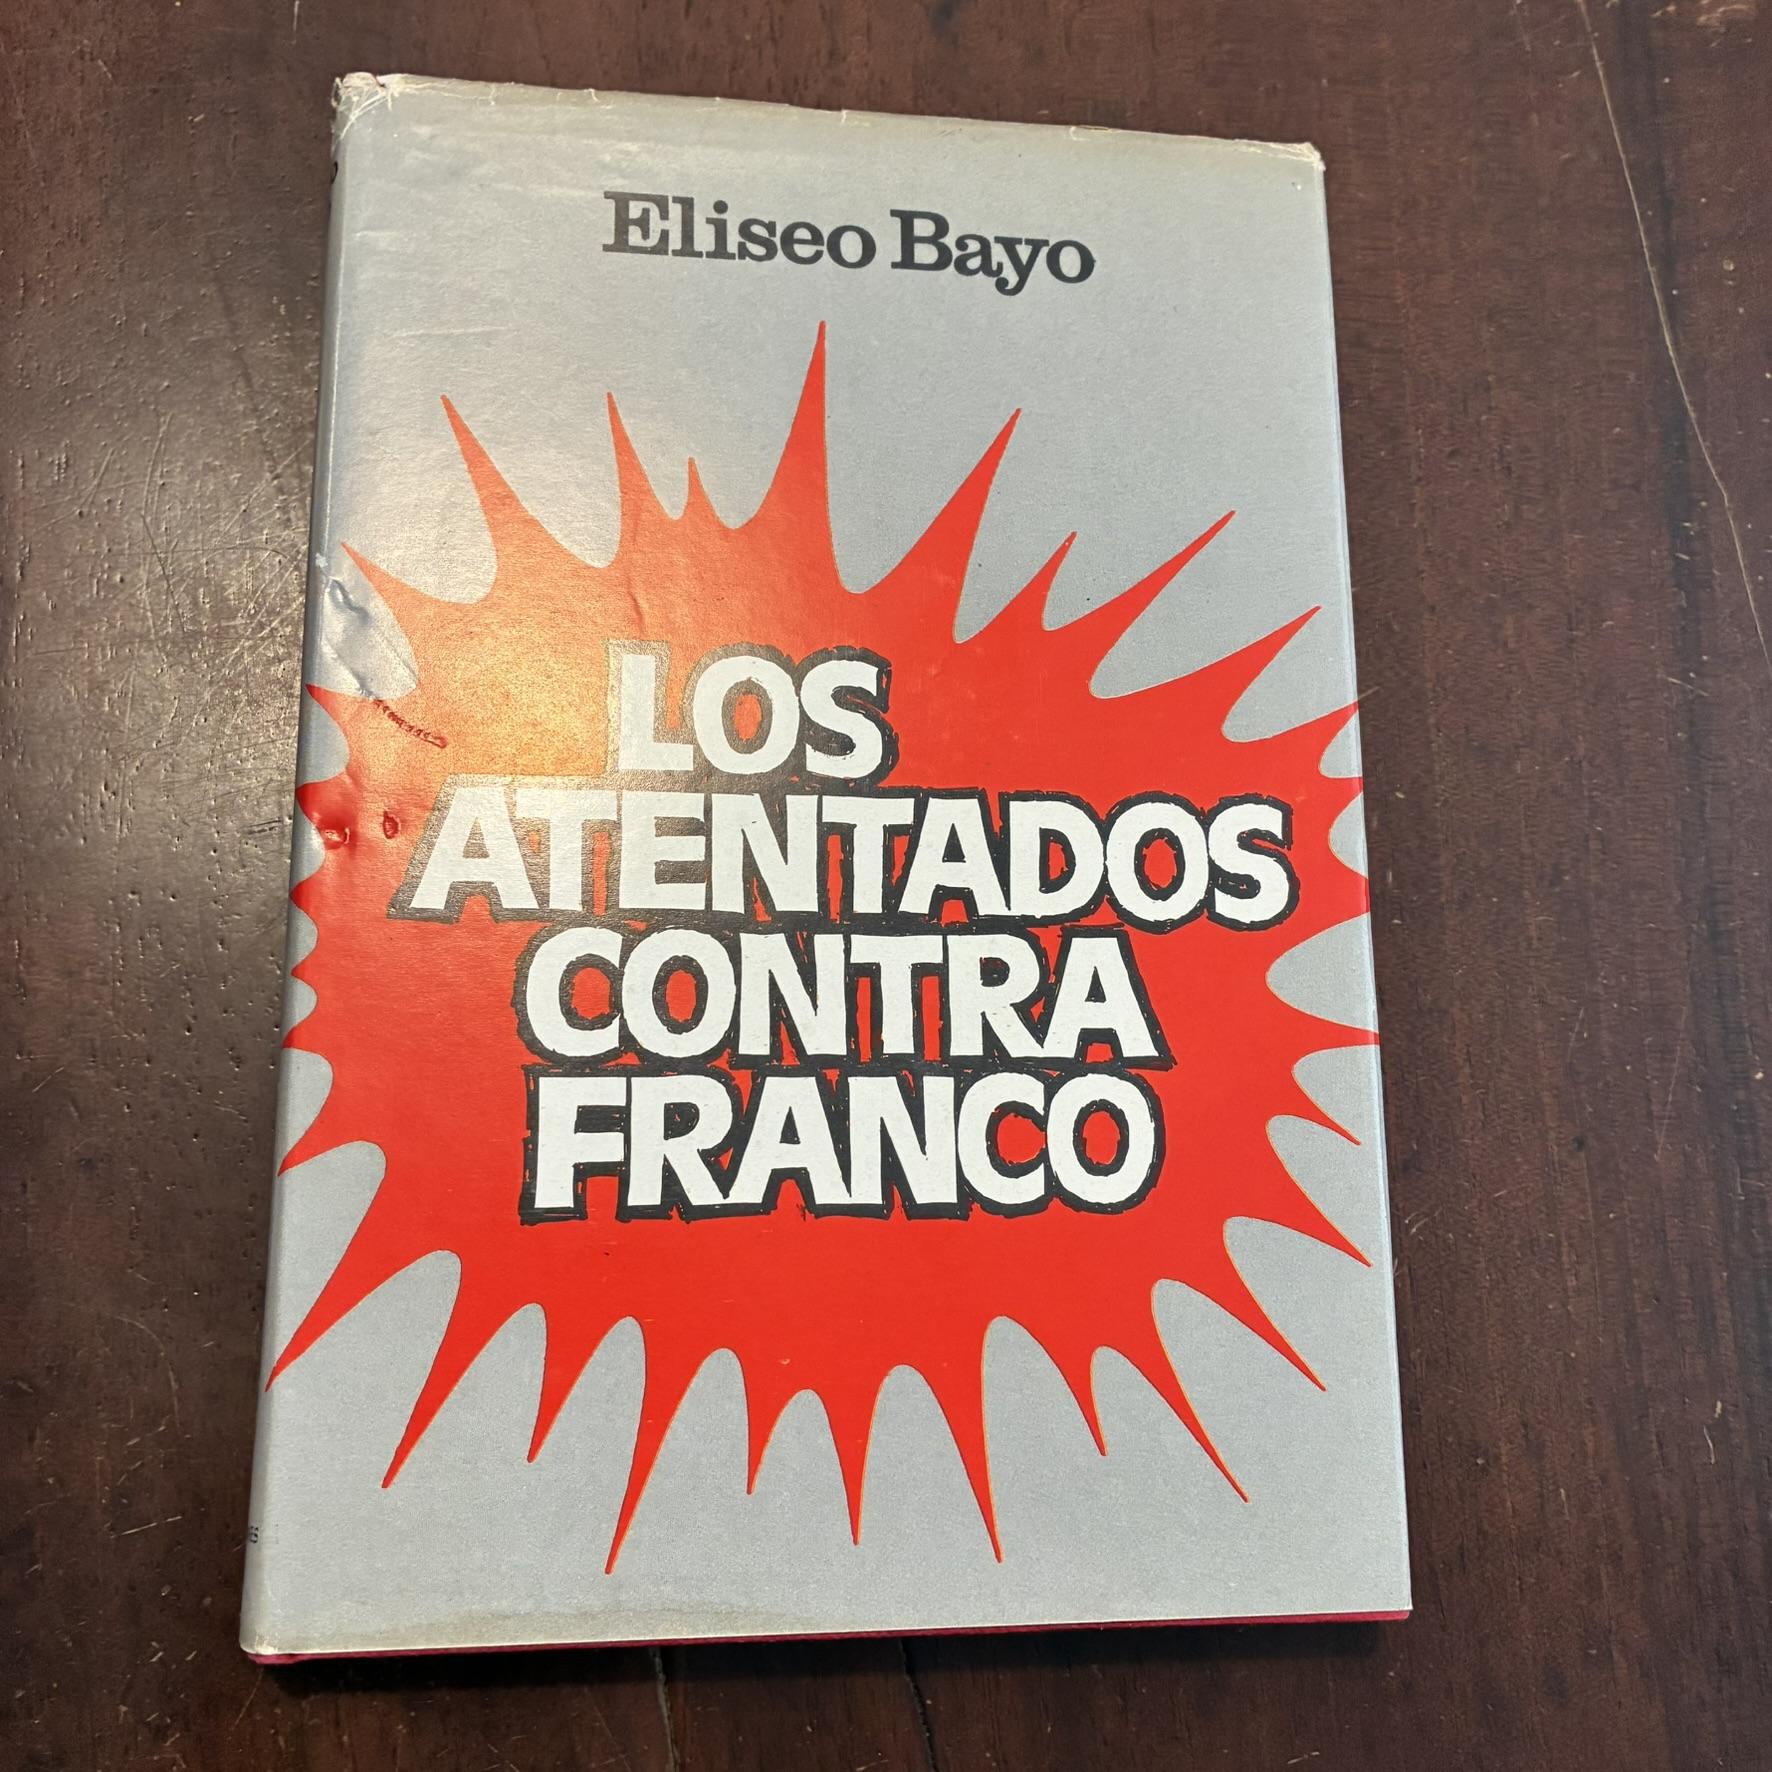 Eliseo Bayo
LOS
ATENTADOS
CONTRA
FRANCO